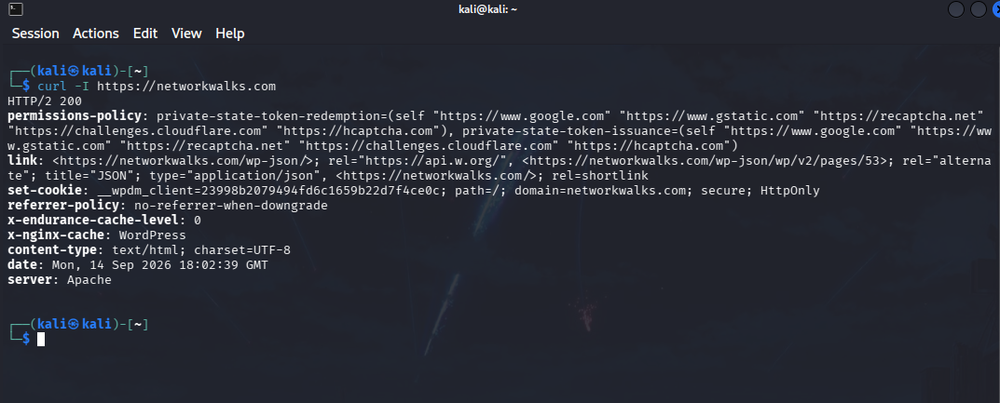 kali@kali: ~
Session Actions Edit View Help
┌──(kali㉿kali)-[~]
└─$ curl -I https://networkwalks.com
HTTP/2 200
permissions-policy: private-state-token-redemption=(self "https://www.google.com" "https://www.gstatic.com" "https://recaptcha.net"
"https://challenges.cloudflare.com" "https://hcaptcha.com"), private-state-token-issuance=(self "https://www.google.com" "https://ww
w.gstatic.com" "https://recaptcha.net" "https://challenges.cloudflare.com" "https://hcaptcha.com")
link: <https://networkwalks.com/wp-json/>; rel="https://api.w.org/", <https://networkwalks.com/wp-json/wp/v2/pages/53>; rel="alterna
te"; title="JSON"; type="application/json", <https://networkwalks.com/>; rel=shortlink
set-cookie: __wpdm_client=23998b2079494fd6c1659b22d7f4ce0c; path=/; domain=networkwalks.com; secure; HttpOnly
referrer-policy: no-referrer-when-downgrade
x-endurance-cache-level: 0
x-nginx-cache: WordPress
content-type: text/html; charset=UTF-8
date: Mon, 14 Sep 2026 18:02:39 GMT
server: Apache
┌──(kali㉿kali)-[~]
└─$